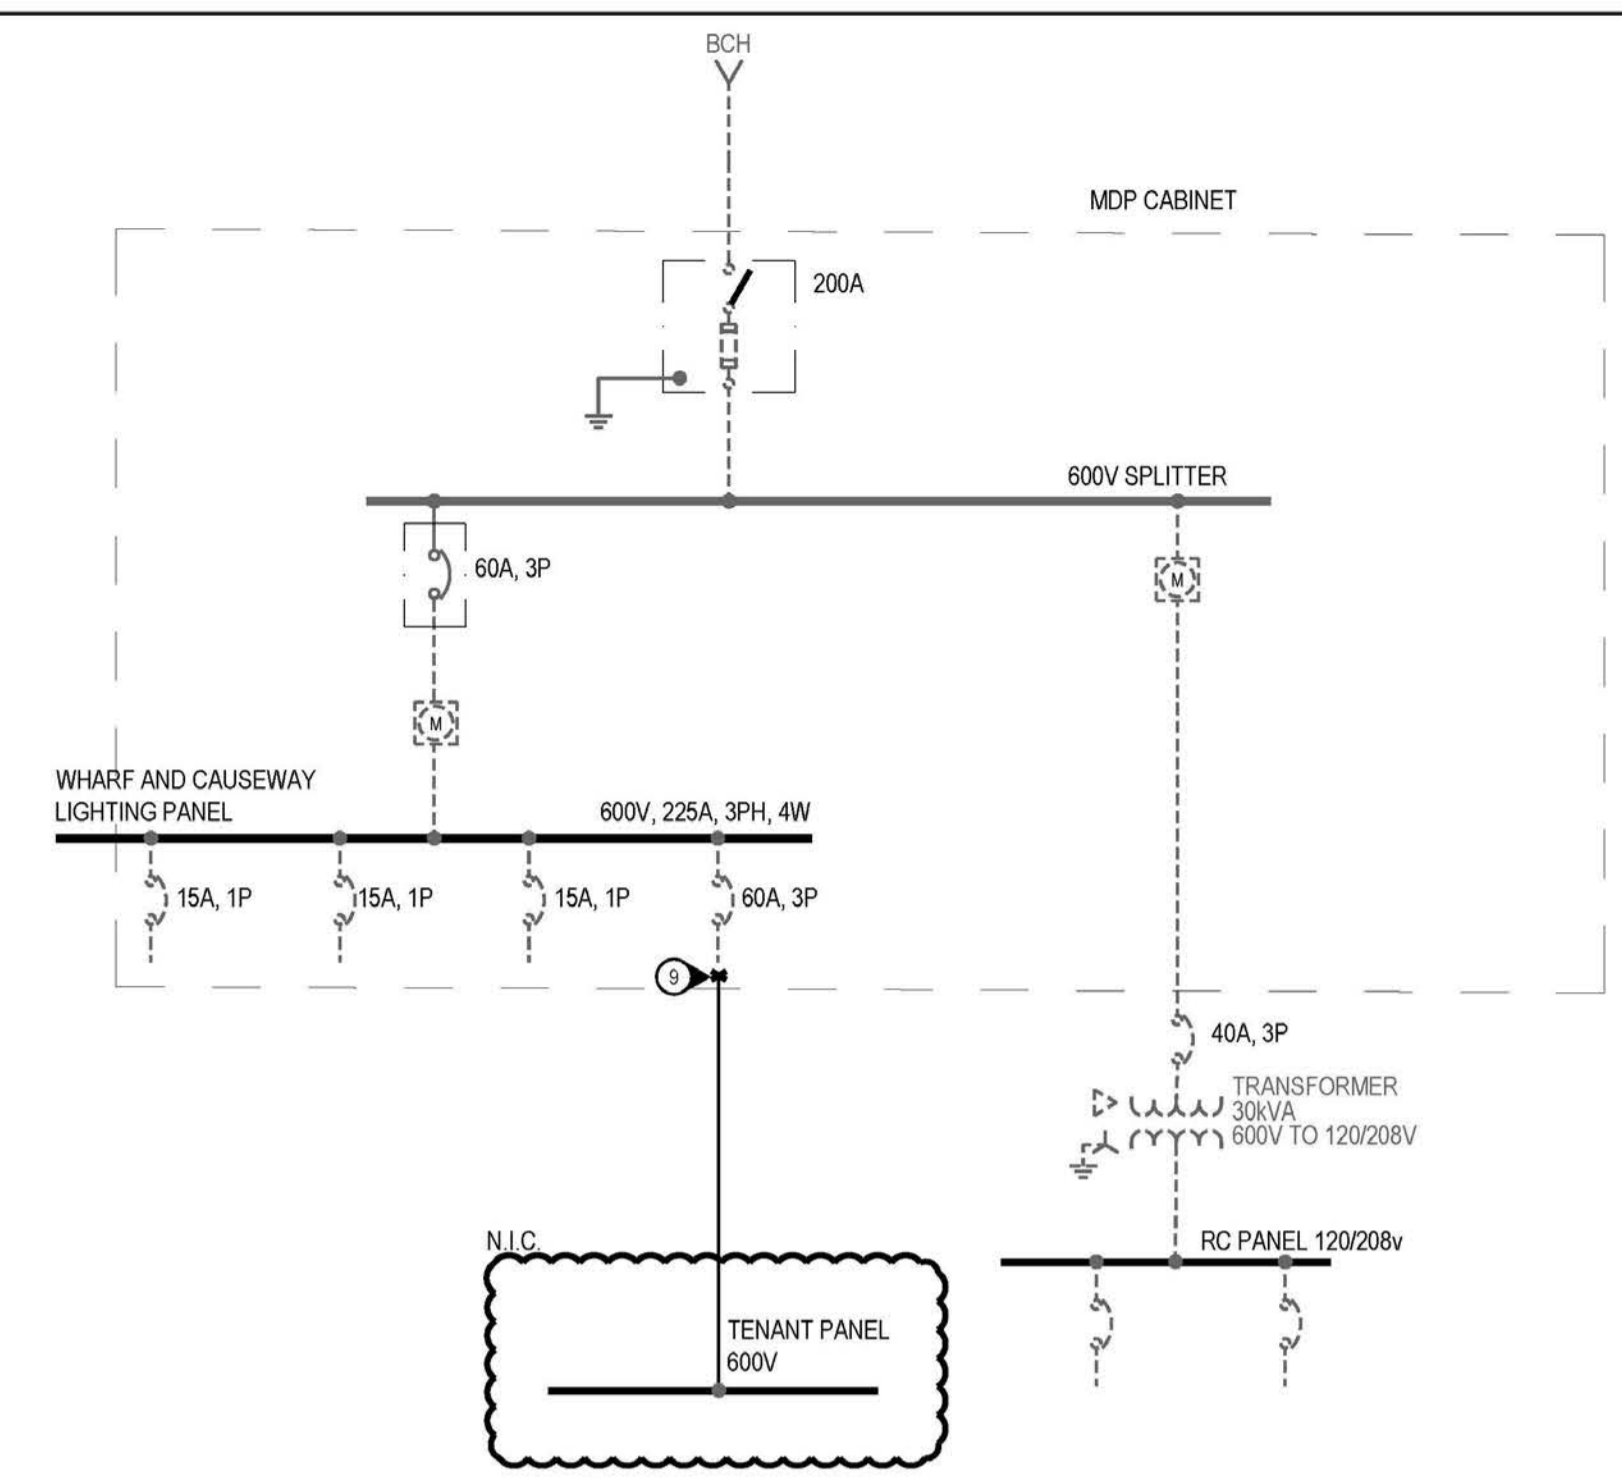 BCH
MDP CABINET
200A
600V SPLITTER
60A, 3P
M
M
WHARF AND CAUSEWAY
LIGHTING PANEL
600V, 225A, 3PH, 4W
15A, 1P
15A, 1P
15A, 1P
60A, 3P
9
40A, 3P
TRANSFORMER
30kVA
600V TO 120/208V
N.I.C.
RC PANEL 120/208v
TENANT PANEL
600V